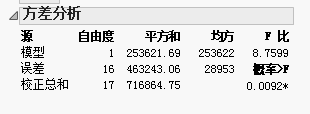 方差分析
源 自由度 平方和 均方 F 比
模型 1 253621.69 253622 8.7599
误差 16 463243.06 28953 概率>F
校正总和 17 716864.75 0.0092*